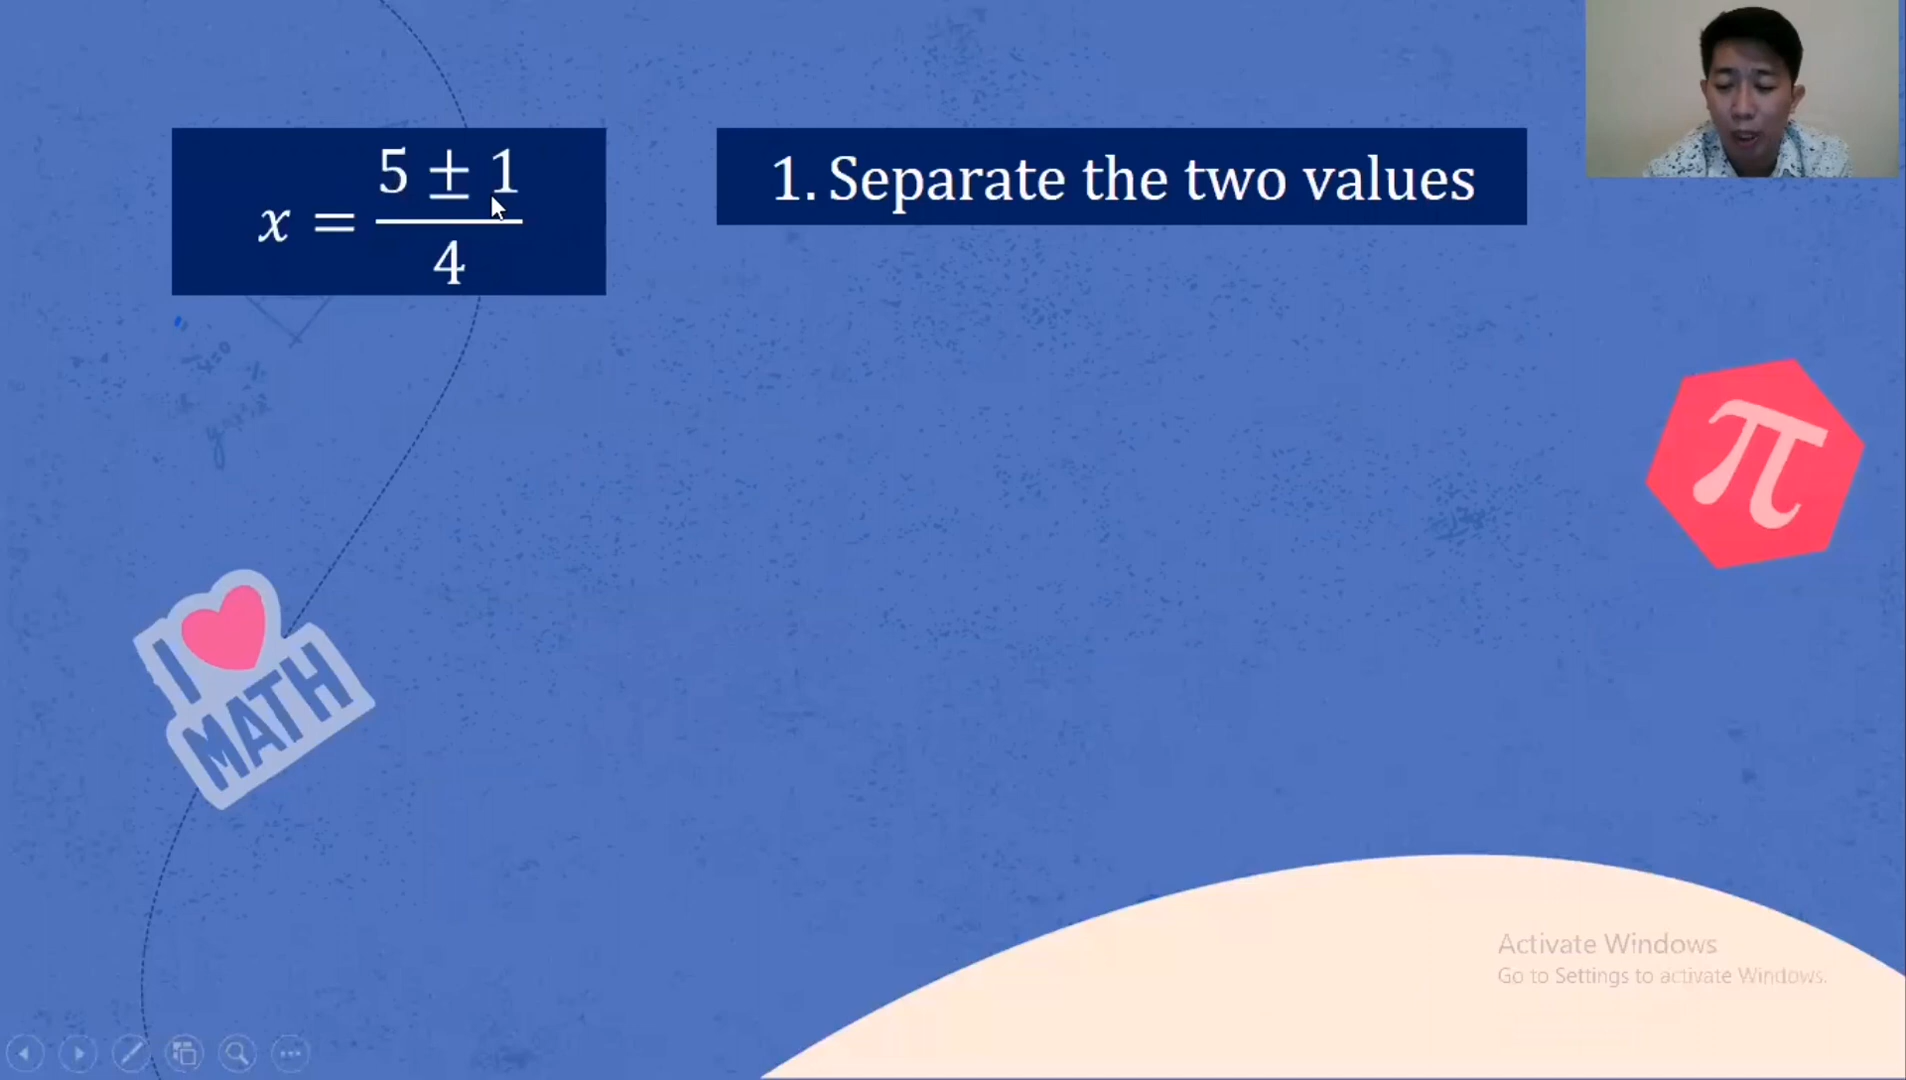 x = (5 ± 1)/4
1. Separate the two values
π
I
MATH
Activate Windows
Go to Settings to activate Windows.